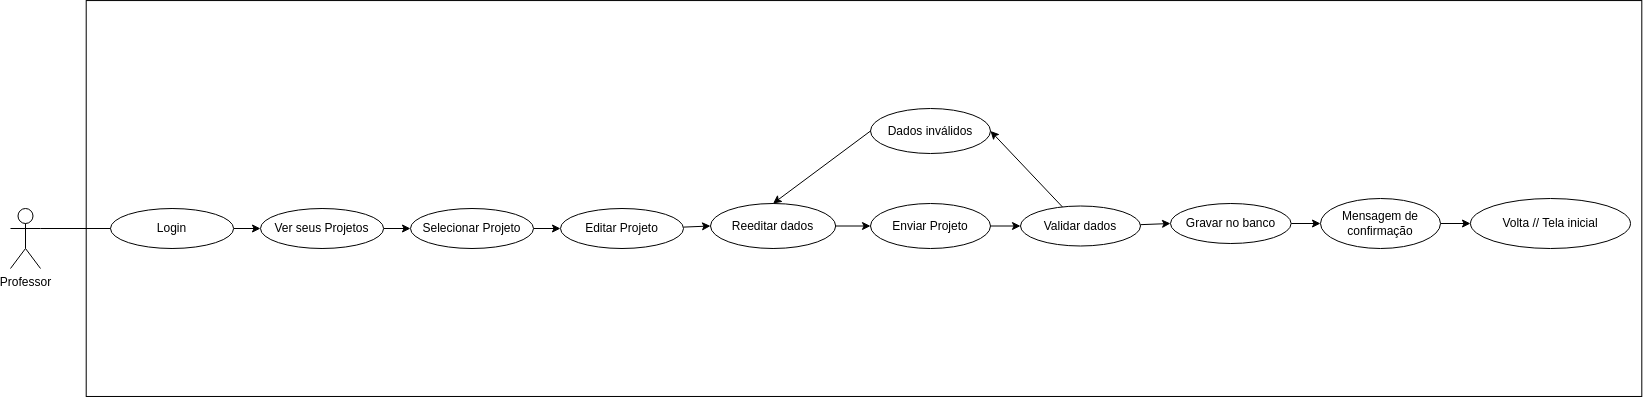 Dados inválidos
Login
Ver seus Projetos
Selecionar Projeto
Editar Projeto
Reeditar dados
Enviar Projeto
Validar dados
Gravar no banco
Mensagem de
confirmação
Volta // Tela inicial
Professor